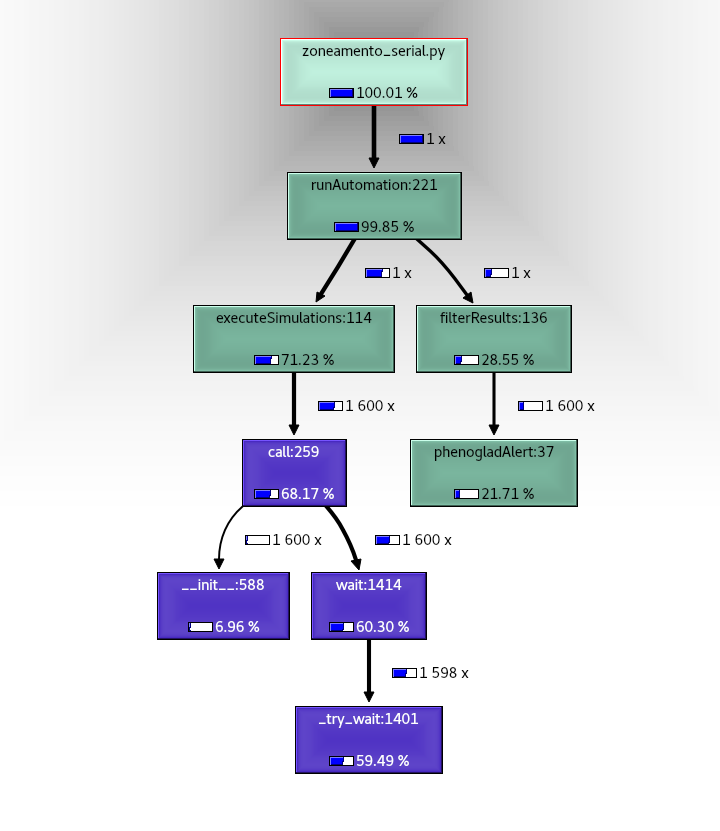 zoneamento_serial.py
100.01 %
1 x
runAutomation:221
99.85 %
1 x
1 x
executeSimulations:114
71.23 %
filterResults:136
28.55 %
1 600 x
1 600 x
call:259
68.17 %
phenogladAlert:37
21.71 %
1 600 x
1 600 x
__init__:588
6.96 %
wait:1414
60.30 %
1 598 x
_try_wait:1401
59.49 %